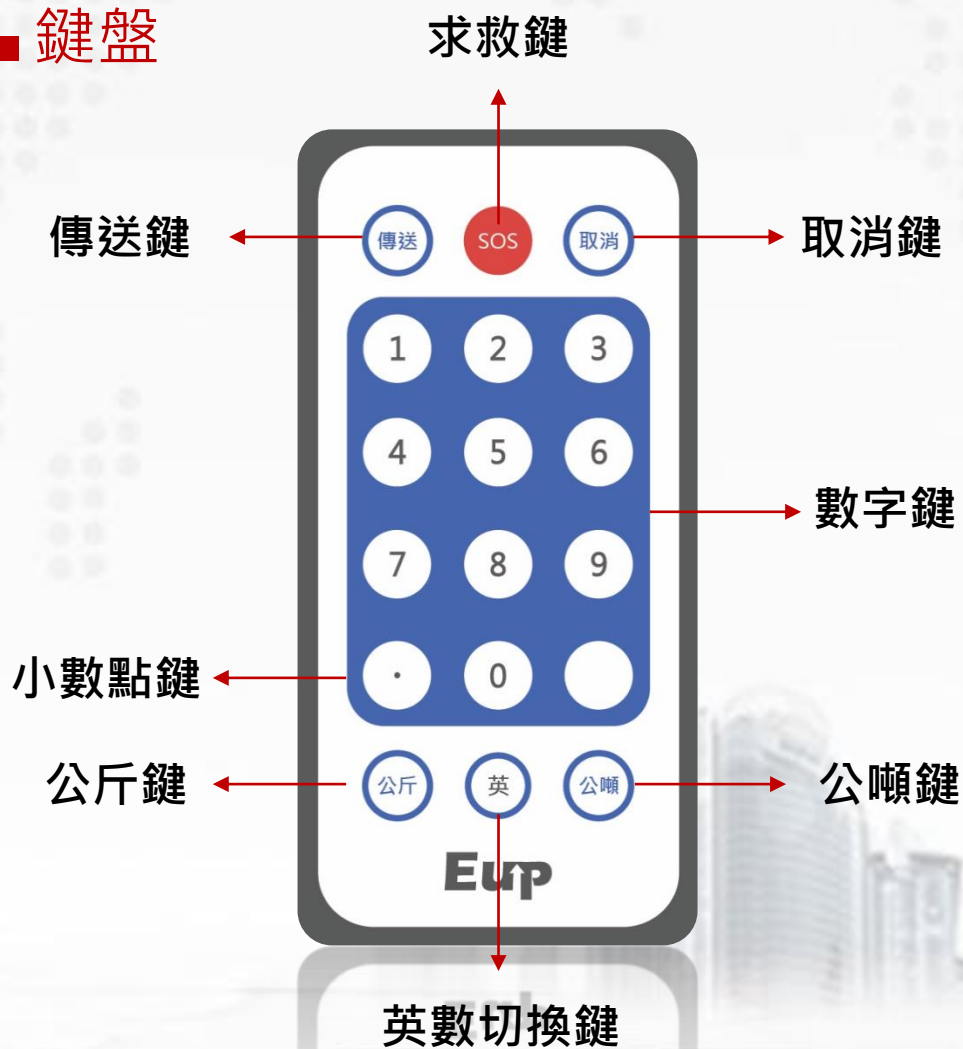 鍵盤
求救鍵
傳送鍵
傳送
SOS
取消
取消鍵
1 2 3
4 5 6
數字鍵
7 8 9
小數點鍵
· 0
公斤鍵
公斤
英
公噸
公噸鍵
Eup
英數切換鍵